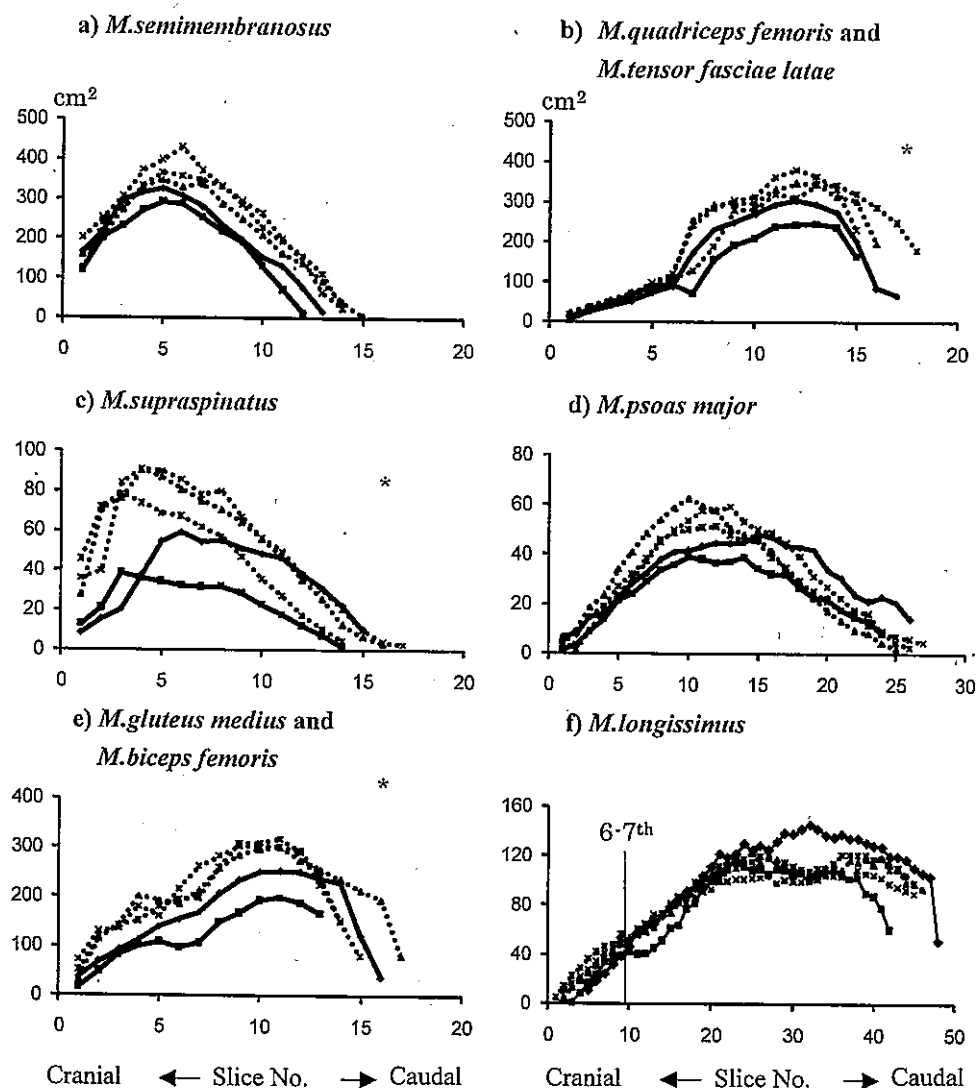 a) M.semimembranosus
b) M.quadriceps femoris and
M.tensor fasciae latae
cm²
500
400
300
200
100
0
0 5 10 15 20
cm²
500
400
300
200
100
0
0 5 10 15 20
*
c) M.supraspinatus
100
80
60
40
20
0
0 5 10 15 20
*
d) M.psoas major
80
60
40
20
0
0 10 20 30
e) M.gluteus medius and
M.biceps femoris
400
300
200
100
0
0 5 10 15 20
*
f) M.longissimus
160
120
80
40
0
0 10 20 30 40 50
6-7th
Cranial ← Slice No. → Caudal
Cranial ← Slice No. → Caudal